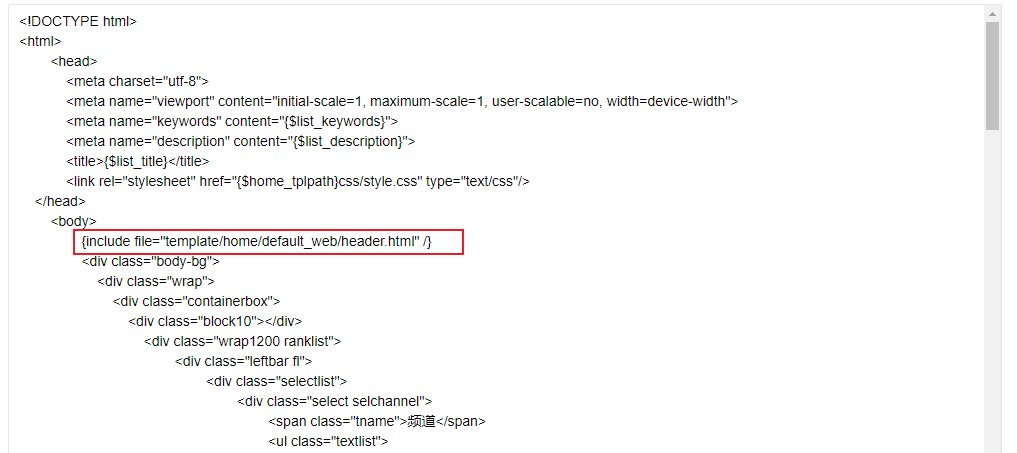 <!DOCTYPE html>
<html>
<head>
<meta charset="utf-8">
<meta name="viewport" content="initial-scale=1, maximum-scale=1, user-scalable=no, width=device-width">
<meta name="keywords" content="{$list_keywords}">
<meta name="description" content="{$list_description}">
<title>{$list_title}</title>
<link rel="stylesheet" href="{$home_tplpath}css/style.css" type="text/css"/>
</head>
<body>
{include file="template/home/default_web/header.html" /}
<div class="body-bg">
<div class="wrap">
<div class="containerbox">
<div class="block10"></div>
<div class="wrap1200 ranklist">
<div class="leftbar fl">
<div class="selectlist">
<div class="select selchannel">
<span class="tname">频道</span>
<ul class="textlist">